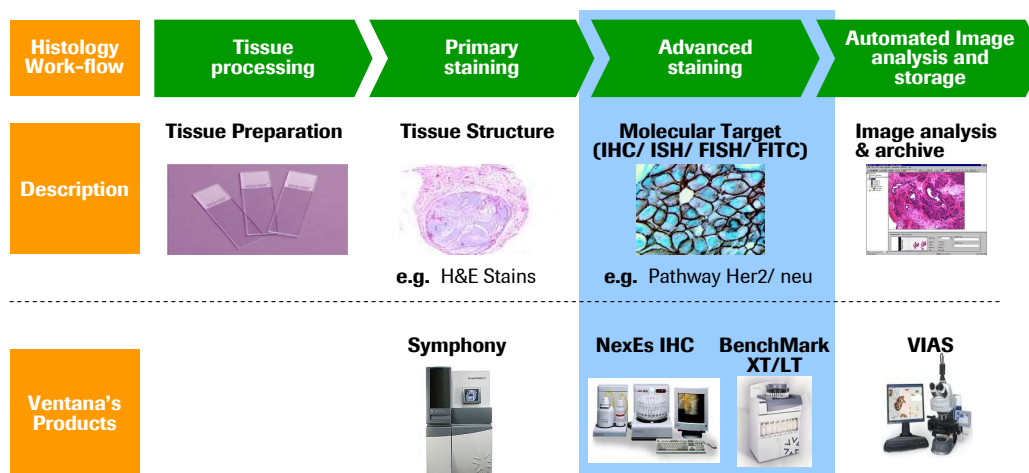 Histology
Work-flow
Tissue
processing
Primary
staining
Advanced
staining
Automated Image
analysis and
storage
Description
Tissue Preparation
Tissue Structure
Molecular Target
(IHC/ ISH/ FISH/ FITC)
Image analysis
& archive
e.g. H&E Stains
e.g. Pathway Her2/ neu
Ventana's
Products
Symphony
NexEs IHC
BenchMark
XT/LT
VIAS